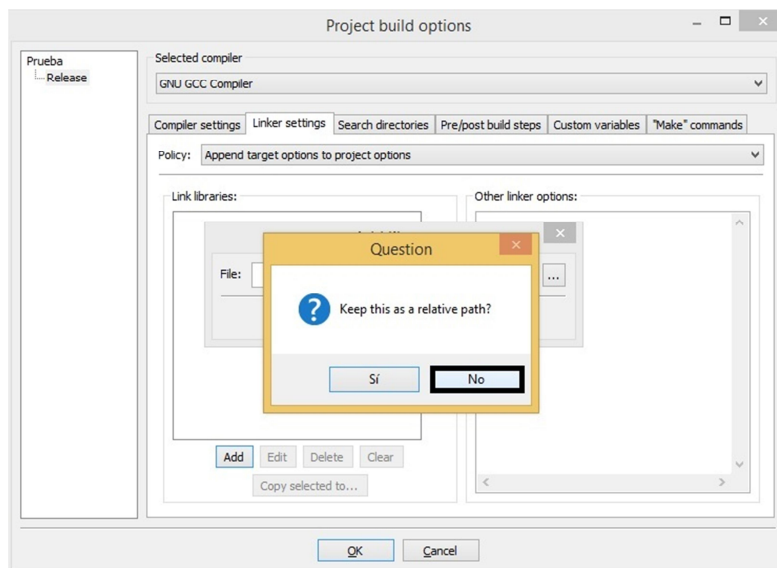 Project build options
Prueba
Release
Selected compiler
GNU GCC Compiler
Compiler settings
Linker settings
Search directories
Pre/post build steps
Custom variables
"Make" commands
Policy:
Append target options to project options
Link libraries:
Other linker options:
Question
File:
...
Keep this as a relative path?
Sí
No
Add
Edit
Delete
Clear
Copy selected to...
OK
Cancel